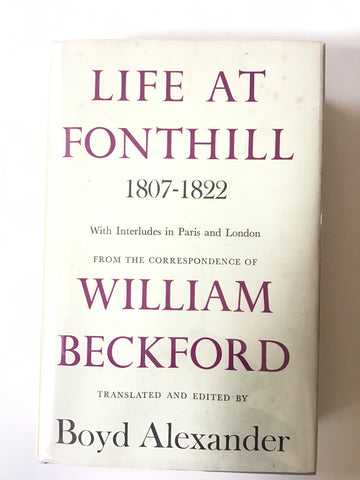 LIFE AT
FONTHILL
1807-1822
With Interludes in Paris and London
FROM THE CORRESPONDENCE OF
WILLIAM
BECKFORD
TRANSLATED AND EDITED BY
Boyd Alexander